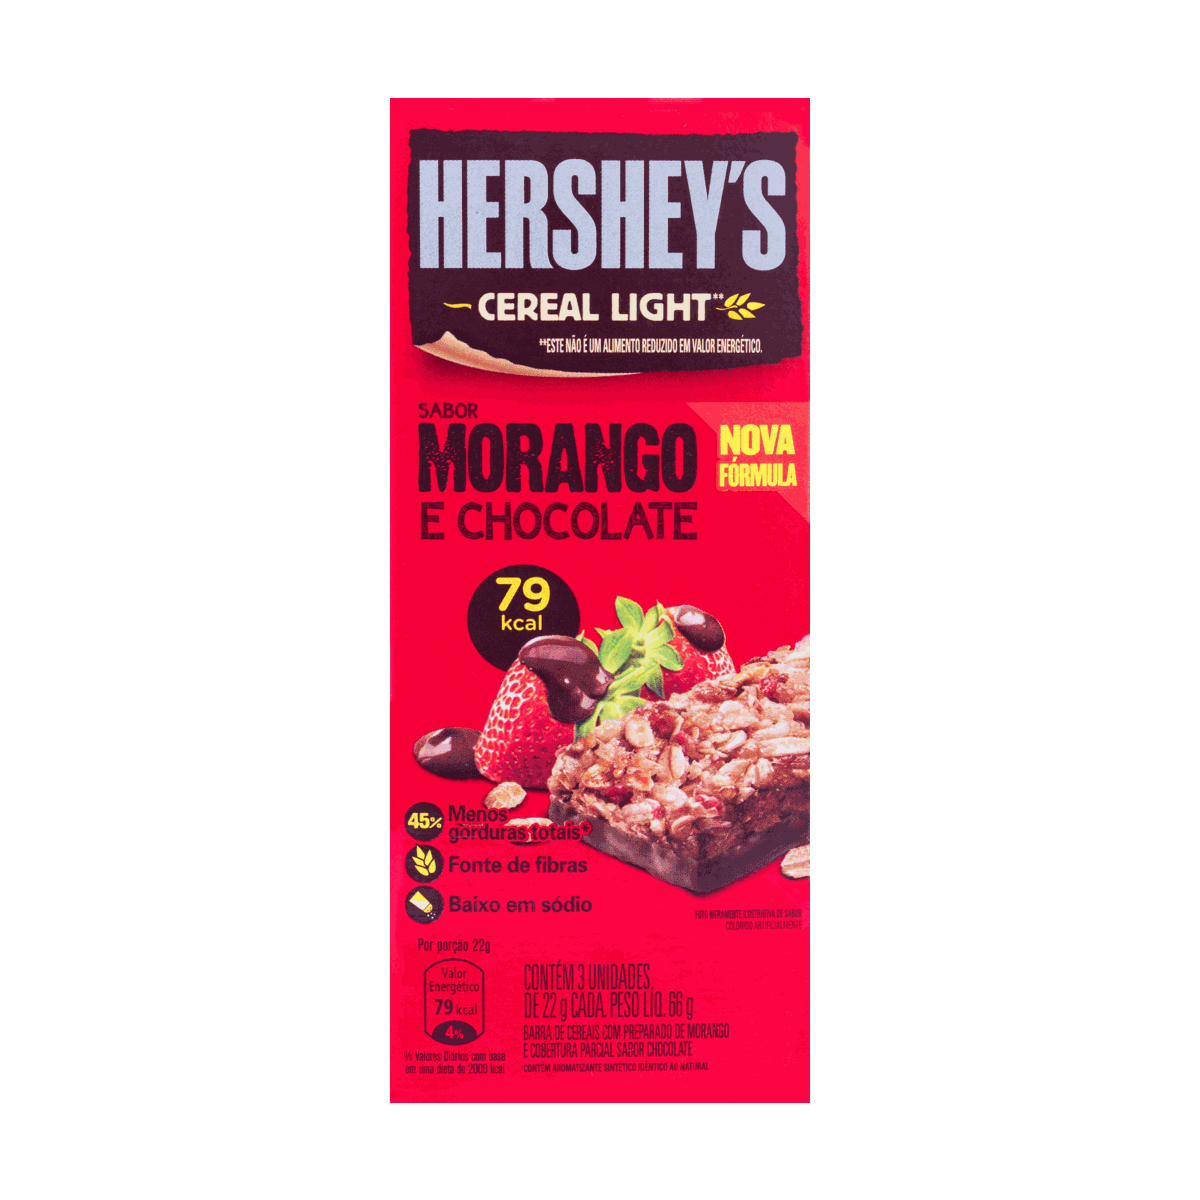 HERSHEY'S
CEREAL LIGHT**
**ESTE NÃO É UM ALIMENTO REDUZIDO EM VALOR ENERGÉTICO.
SABOR
MORANGO
E CHOCOLATE
NOVA
FÓRMULA
79
kcal
45% Menos
gorduras totais*
Fonte de fibras
Baixo em sódio
FOTO MERAMENTE ILUSTRATIVA DE SABOR
COLORIDO ARTIFICIALMENTE
Por porção 22g
Valor
Energético
79 kcal
4%
% Valores Diários com base
em uma dieta de 2000 kcal
CONTÉM 3 UNIDADES,
DE 22 g CADA. PESO LIQ. 66 g
BARRA DE CEREAIS COM PREPARADO DE MORANGO
E COBERTURA PARCIAL SABOR CHOCOLATE
CONTÉM AROMATIZANTE SINTÉTICO IDÊNTICO AO NATURAL